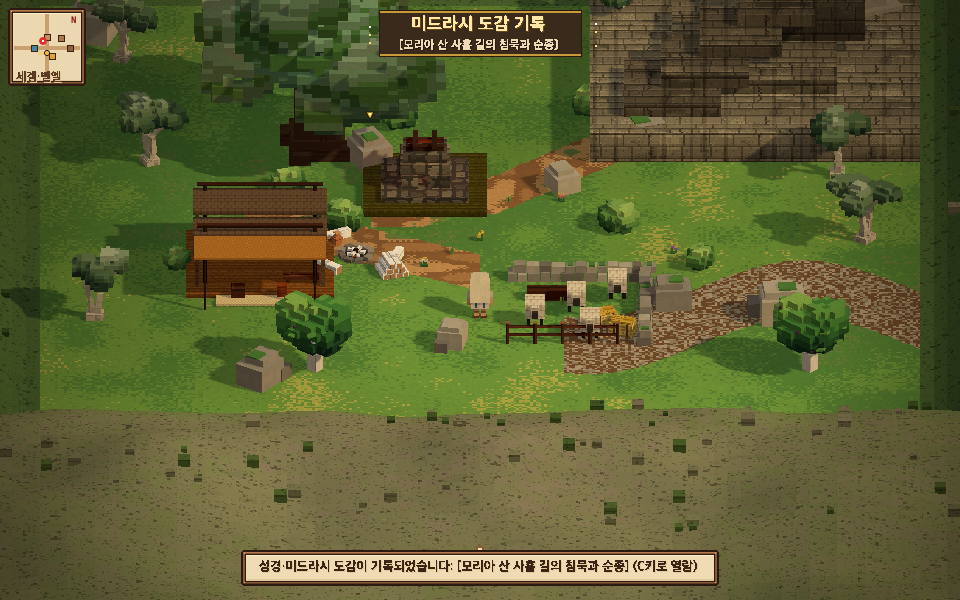 미드라시 도감 기록
[모리아 산 사흘 길의 침묵과 순종]
N
세겜·벧엘
성경·미드라시 도감이 기록되었습니다: [모리아 산 사흘 길의 침묵과 순종] (C키로 열람)